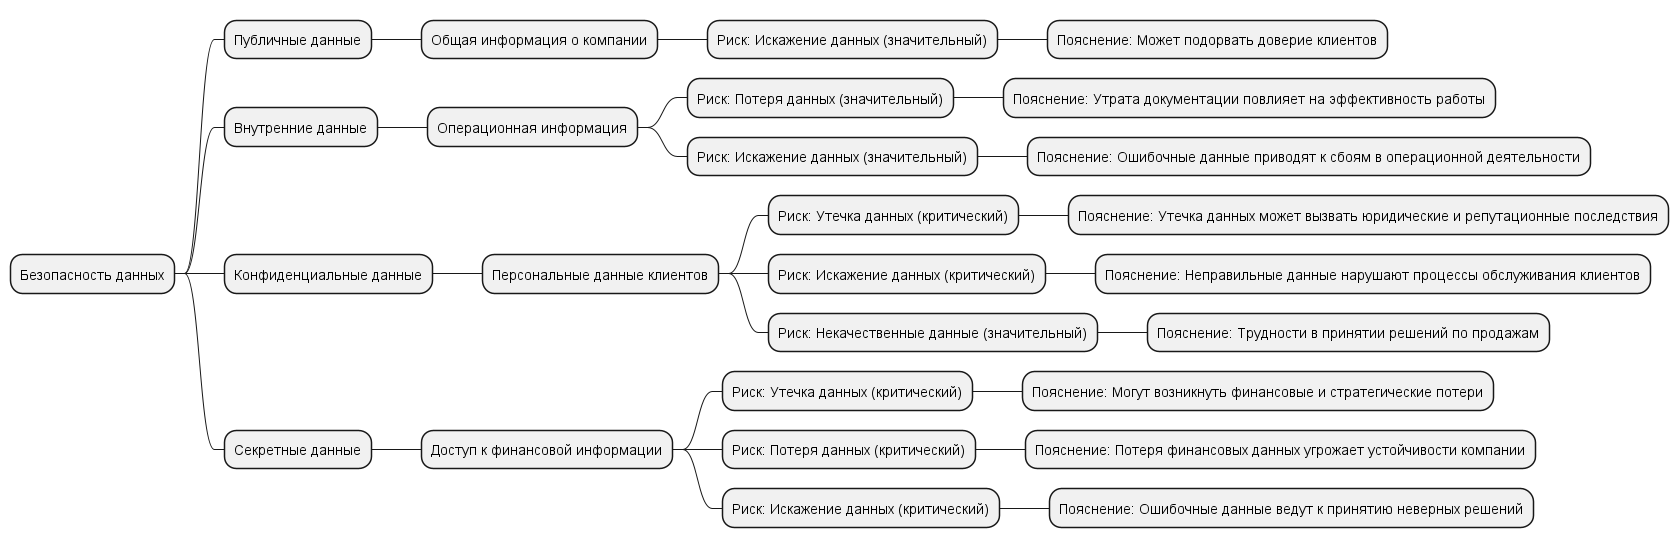 Безопасность данных
Публичные данные
Общая информация о компании
Риск: Искажение данных (значительный)
Пояснение: Может подорвать доверие клиентов
Внутренние данные
Операционная информация
Риск: Потеря данных (значительный)
Пояснение: Утрата документации повлияет на эффективность работы
Риск: Искажение данных (значительный)
Пояснение: Ошибочные данные приводят к сбоям в операционной деятельности
Конфиденциальные данные
Персональные данные клиентов
Риск: Утечка данных (критический)
Пояснение: Утечка данных может вызвать юридические и репутационные последствия
Риск: Искажение данных (критический)
Пояснение: Неправильные данные нарушают процессы обслуживания клиентов
Риск: Некачественные данные (значительный)
Пояснение: Трудности в принятии решений по продажам
Секретные данные
Доступ к финансовой информации
Риск: Утечка данных (критический)
Пояснение: Могут возникнуть финансовые и стратегические потери
Риск: Потеря данных (критический)
Пояснение: Потеря финансовых данных угрожает устойчивости компании
Риск: Искажение данных (критический)
Пояснение: Ошибочные данные ведут к принятию неверных решений